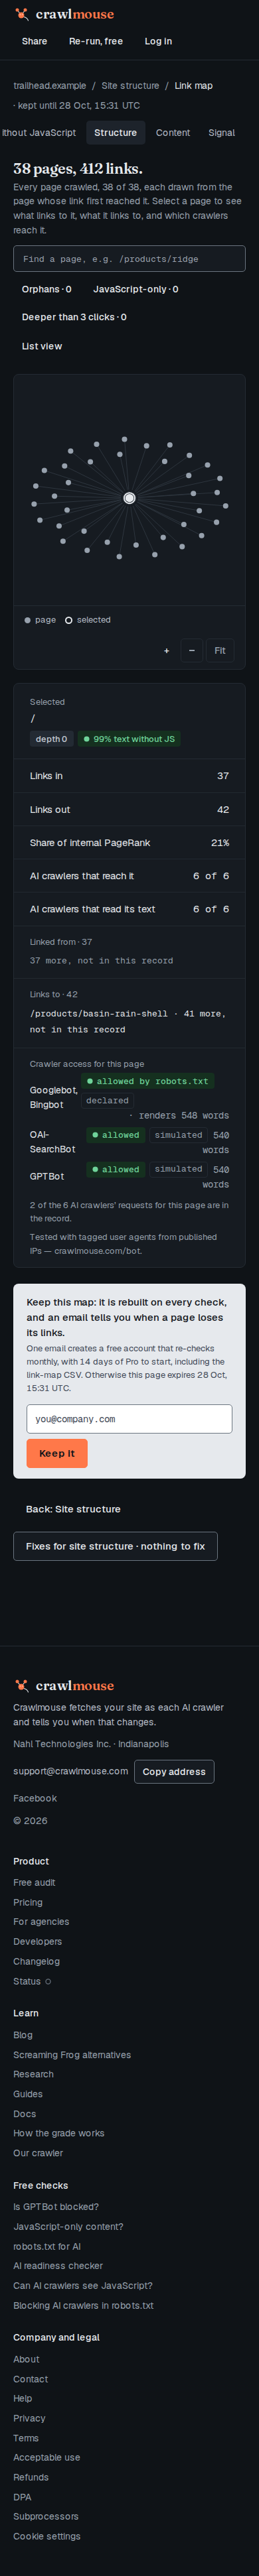 crawlmouse
Share Re-run, free Log in
trailhead.example / Site structure / Link map
· kept until 28 Oct, 15:31 UTC
ithout JavaScript Structure Content Signal
38 pages, 412 links.
Every page crawled, 38 of 38, each drawn from the
page whose link first reached it. Select a page to see
what links to it, what it links to, and which crawlers
reach it.
Find a page, e.g. /products/ridge
Orphans · 0 JavaScript-only · 0
Deeper than 3 clicks · 0
List view
page selected
+ − Fit
Selected
/
depth 0 99% text without JS
Links in 37
Links out 42
Share of internal PageRank 21%
AI crawlers that reach it 6 of 6
AI crawlers that read its text 6 of 6
Linked from · 37
37 more, not in this record
Links to · 42
/products/basin-rain-shell · 41 more,
not in this record
Crawler access for this page
Googlebot, Bingbot
allowed by robots.txt
declared
· renders 548 words
OAI-SearchBot
allowed simulated 540 words
GPTBot
allowed simulated 540 words
2 of the 6 AI crawlers' requests for this page are in
the record.
Tested with tagged user agents from published
IPs — crawlmouse.com/bot.
Keep this map: it is rebuilt on every check,
and an email tells you when a page loses
its links.
One email creates a free account that re-checks
monthly, with 14 days of Pro to start, including the
link-map CSV. Otherwise this page expires 28 Oct,
15:31 UTC.
you@company.com
Keep it
Back: Site structure
Fixes for site structure · nothing to fix
crawlmouse
Crawlmouse fetches your site as each AI crawler
and tells you when that changes.
Nahl Technologies Inc. · Indianapolis
support@crawlmouse.com Copy address
Facebook
© 2026
Product
Free audit
Pricing
For agencies
Developers
Changelog
Status
Learn
Blog
Screaming Frog alternatives
Research
Guides
Docs
How the grade works
Our crawler
Free checks
Is GPTBot blocked?
JavaScript-only content?
robots.txt for AI
AI readiness checker
Can AI crawlers see JavaScript?
Blocking AI crawlers in robots.txt
Company and legal
About
Contact
Help
Privacy
Terms
Acceptable use
Refunds
DPA
Subprocessors
Cookie settings